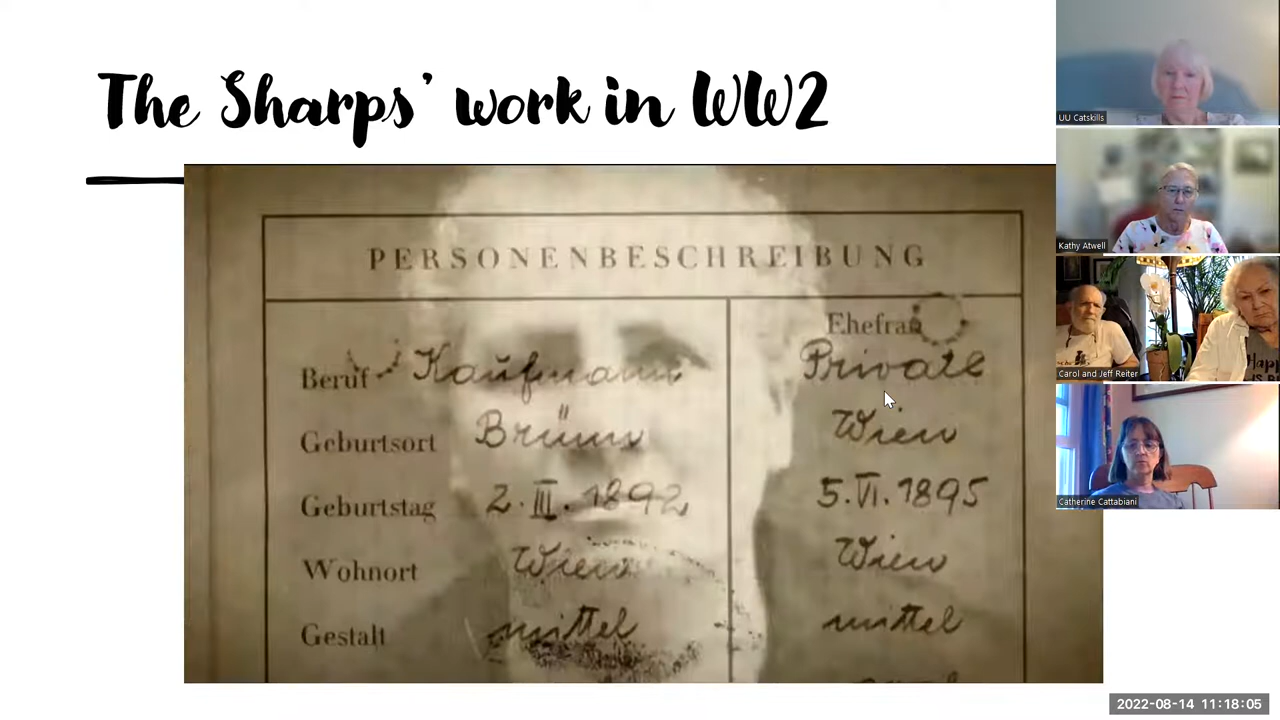 The Sharps' work in WW2
PERSONENBESCHREIBUNG
Ehefrau
Beruf Kaufmann Private
Geburtsort Brünn Wien
Geburtstag 2. III. 1892 5. VI. 1895
Wohnort Wien Wien
Gestalt mittel mittel
UU Catskills
Kathy Atwell
Carol and Jeff Reiter
Catherine Cattabiani
2022-08-14 11:18:05